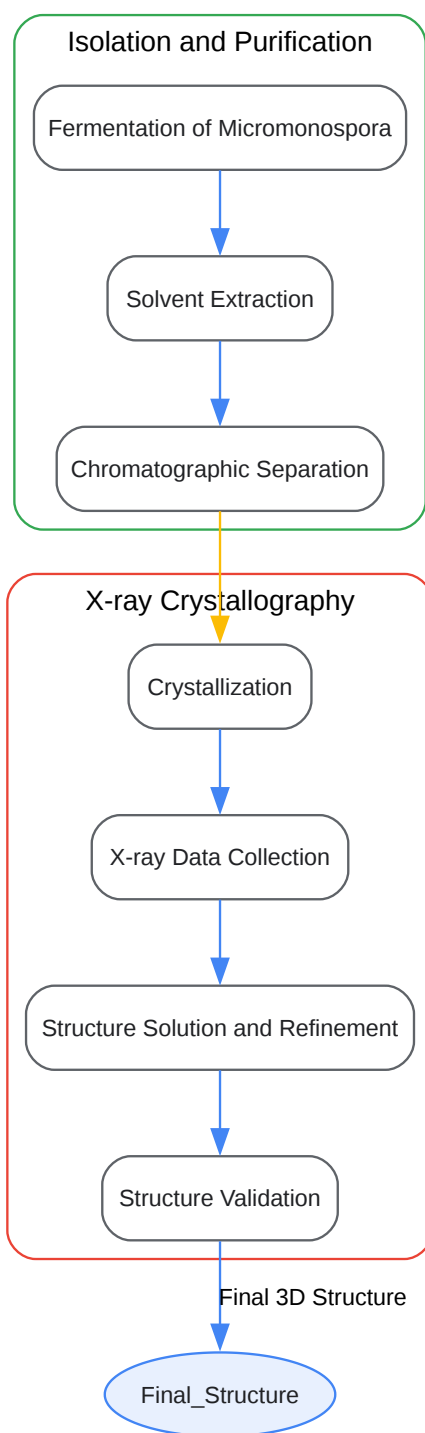 Isolation and Purification
Fermentation of Micromonospora
Solvent Extraction
Chromatographic Separation
X-ray Crystallography
Crystallization
X-ray Data Collection
Structure Solution and Refinement
Structure Validation
Final 3D Structure
Final_Structure